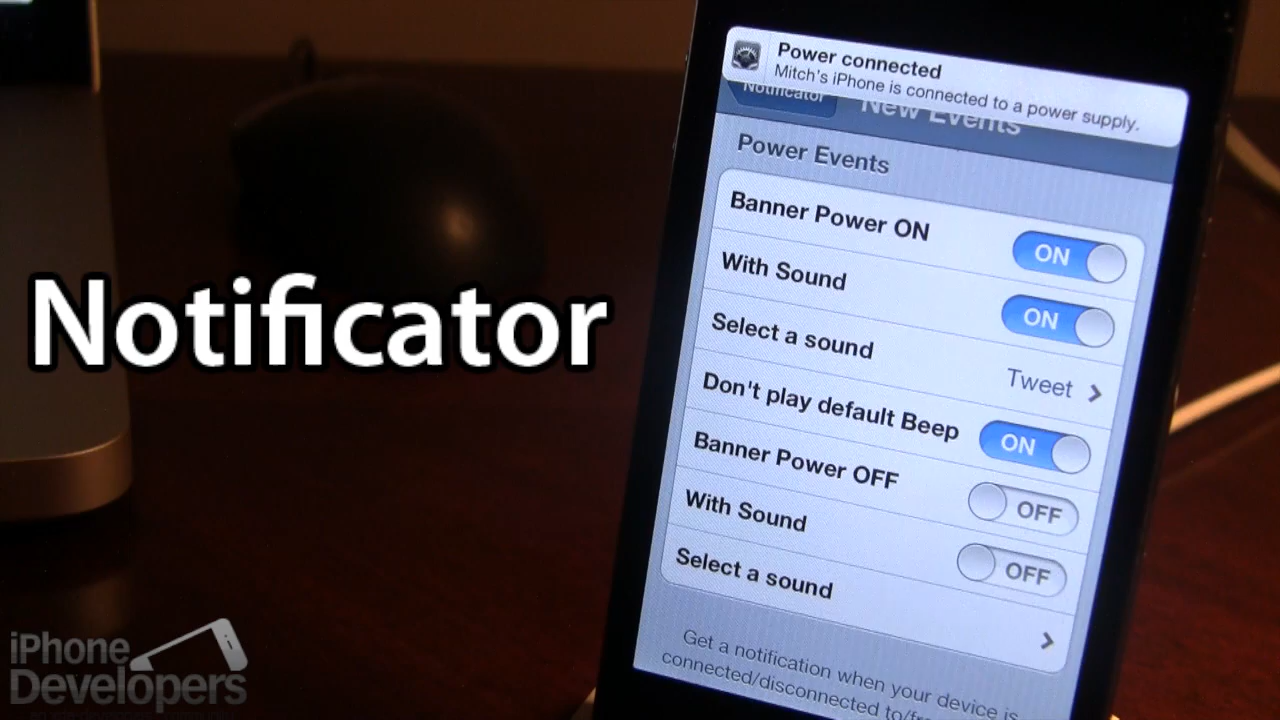 Power connected
Mitch's iPhone is connected to a power supply.
Notificator
New Events
Power Events
Banner Power ON
ON
With Sound
ON
Select a sound
Tweet
Don't play default Beep
ON
Banner Power OFF
OFF
With Sound
OFF
Select a sound
Get a notification when your device is
connected/disconnected
Notificator
iPhone
Developers